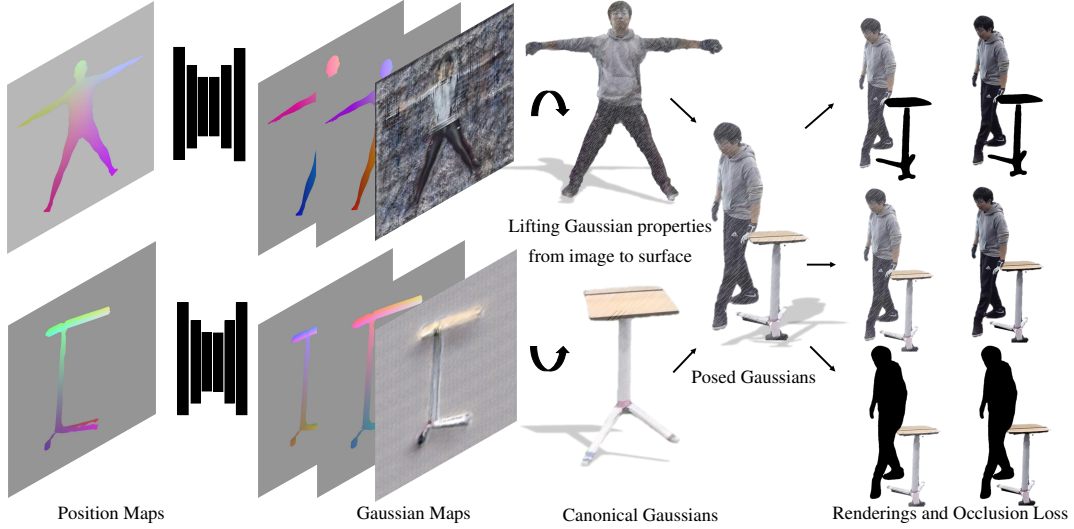 Lifting Gaussian properties
from image to surface
Posed Gaussians
Position Maps
Gaussian Maps
Canonical Gaussians
Renderings and Occlusion Loss